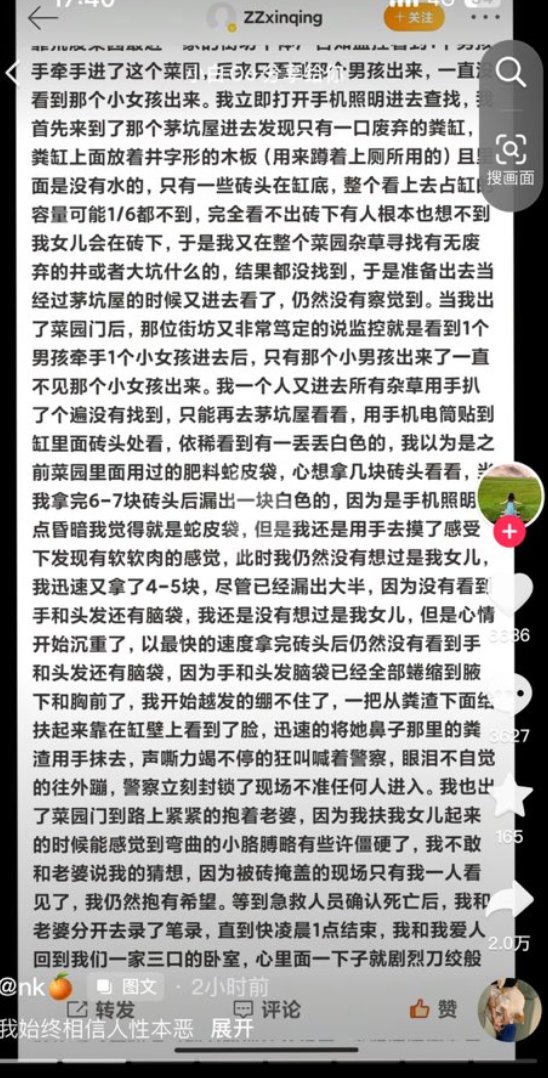 17:40
ZZxinqing
+关注
手牵手进了这个菜园，后来只看到个男孩出来，一直没
看到那个小女孩出来。我立即打开手机照明进去查找，我
首先来到了那个茅坑屋进去发现只有一口废弃的粪缸，
粪缸上面放着井字形的木板（用来蹲着上厕所用的）且里
面是没有水的，只有一些砖头在缸底，整个看上去占缸
容量可能1/6都不到，完全看不出砖下有人根本也想不到
我女儿会在砖下，于是我又在整个菜园杂草寻找有无废
弃的井或者大坑什么的，结果都没找到，于是准备出去当
经过茅坑屋的时候又进去看了，仍然没有察觉到。当我出
了菜园门后，那位街坊又非常笃定的说监控就是看到1个
男孩牵手1个小女孩进去后，只有那个小男孩出来了一直
不见那个小女孩出来。我一个人又进去所有杂草用手扒
了个遍没有找到，只能再去茅坑屋看看，用手机电筒贴到
缸里面砖头处看，依稀看到有一丢丢白色的，我以为是之
前菜园里面用过的肥料蛇皮袋，心想拿几块砖头看看，当
我拿完6-7块砖头后漏出一块白色的，因为是手机照明
点昏暗我觉得就是蛇皮袋，但是我还是用手去摸了感受
下发现有软软肉的感觉，此时我仍然没有想过是我女儿，
我迅速又拿了4-5块，尽管已经漏出大半，因为没有看到
手和头发还有脑袋，我还是没有想过是我女儿，但是心情
开始沉重了，以最快的速度拿完砖头后仍然没有看到手
和头发还有脑袋，因为手和头发脑袋已经全部蜷缩到腋
下和胸前了，我开始越发的绷不住了，一把从粪渣下面给
扶起来靠在缸壁上看到了脸，迅速的将她鼻子那里的粪
渣用手抹去，声嘶力竭不停的狂叫喊着警察，眼泪不自觉
的往外蹦，警察立刻封锁了现场不准任何人进入。我也出
了菜园门到路上紧紧的抱着老婆，因为我扶我女儿起来
的时候能感觉到弯曲的小胳膊略有些许僵硬了，我不敢
和老婆说我的猜想，因为被砖掩盖的现场只有我一人看
见了，我仍然抱有希望。等到急救人员确认死亡后，我和
老婆分开去录了笔录，直到快凌晨1点结束，我和我爱人
回到我们一家三口的卧室，心里面一下子就剧烈刀绞般
搜画面
3627
165
2.0万
@nk🍊
图文 · 2小时前
转发
评论
赞
我始终相信人性本恶 展开